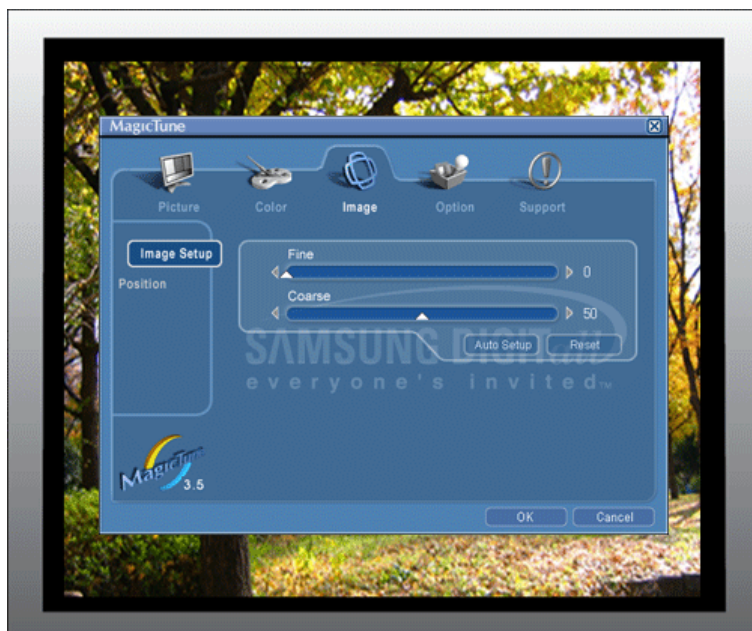 MagicTune
Picture Color Image Option Support
Image Setup
Position
Fine
0
Coarse
50
Auto Setup Reset
SAMSUNG DIGITall
everyone's invited™
MagicTune
3.5
OK Cancel